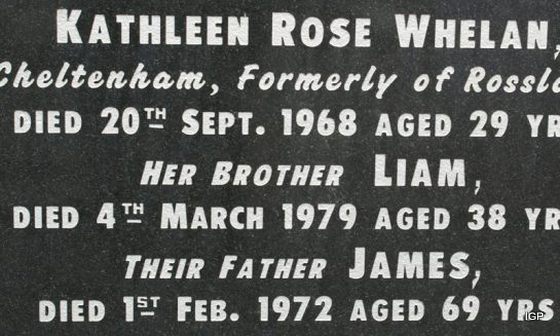 KATHLEEN ROSE WHELAN,
Cheltenham, Formerly of
DIED 20TH SEPT. 1968 AGED 29
HER BROTHER LIAM,
DIED 4TH MARCH 1979 AGED 38
THEIR FATHER JAMES,
DIED 1ST FEB. 1972 AGED 69 YRS.
IGP